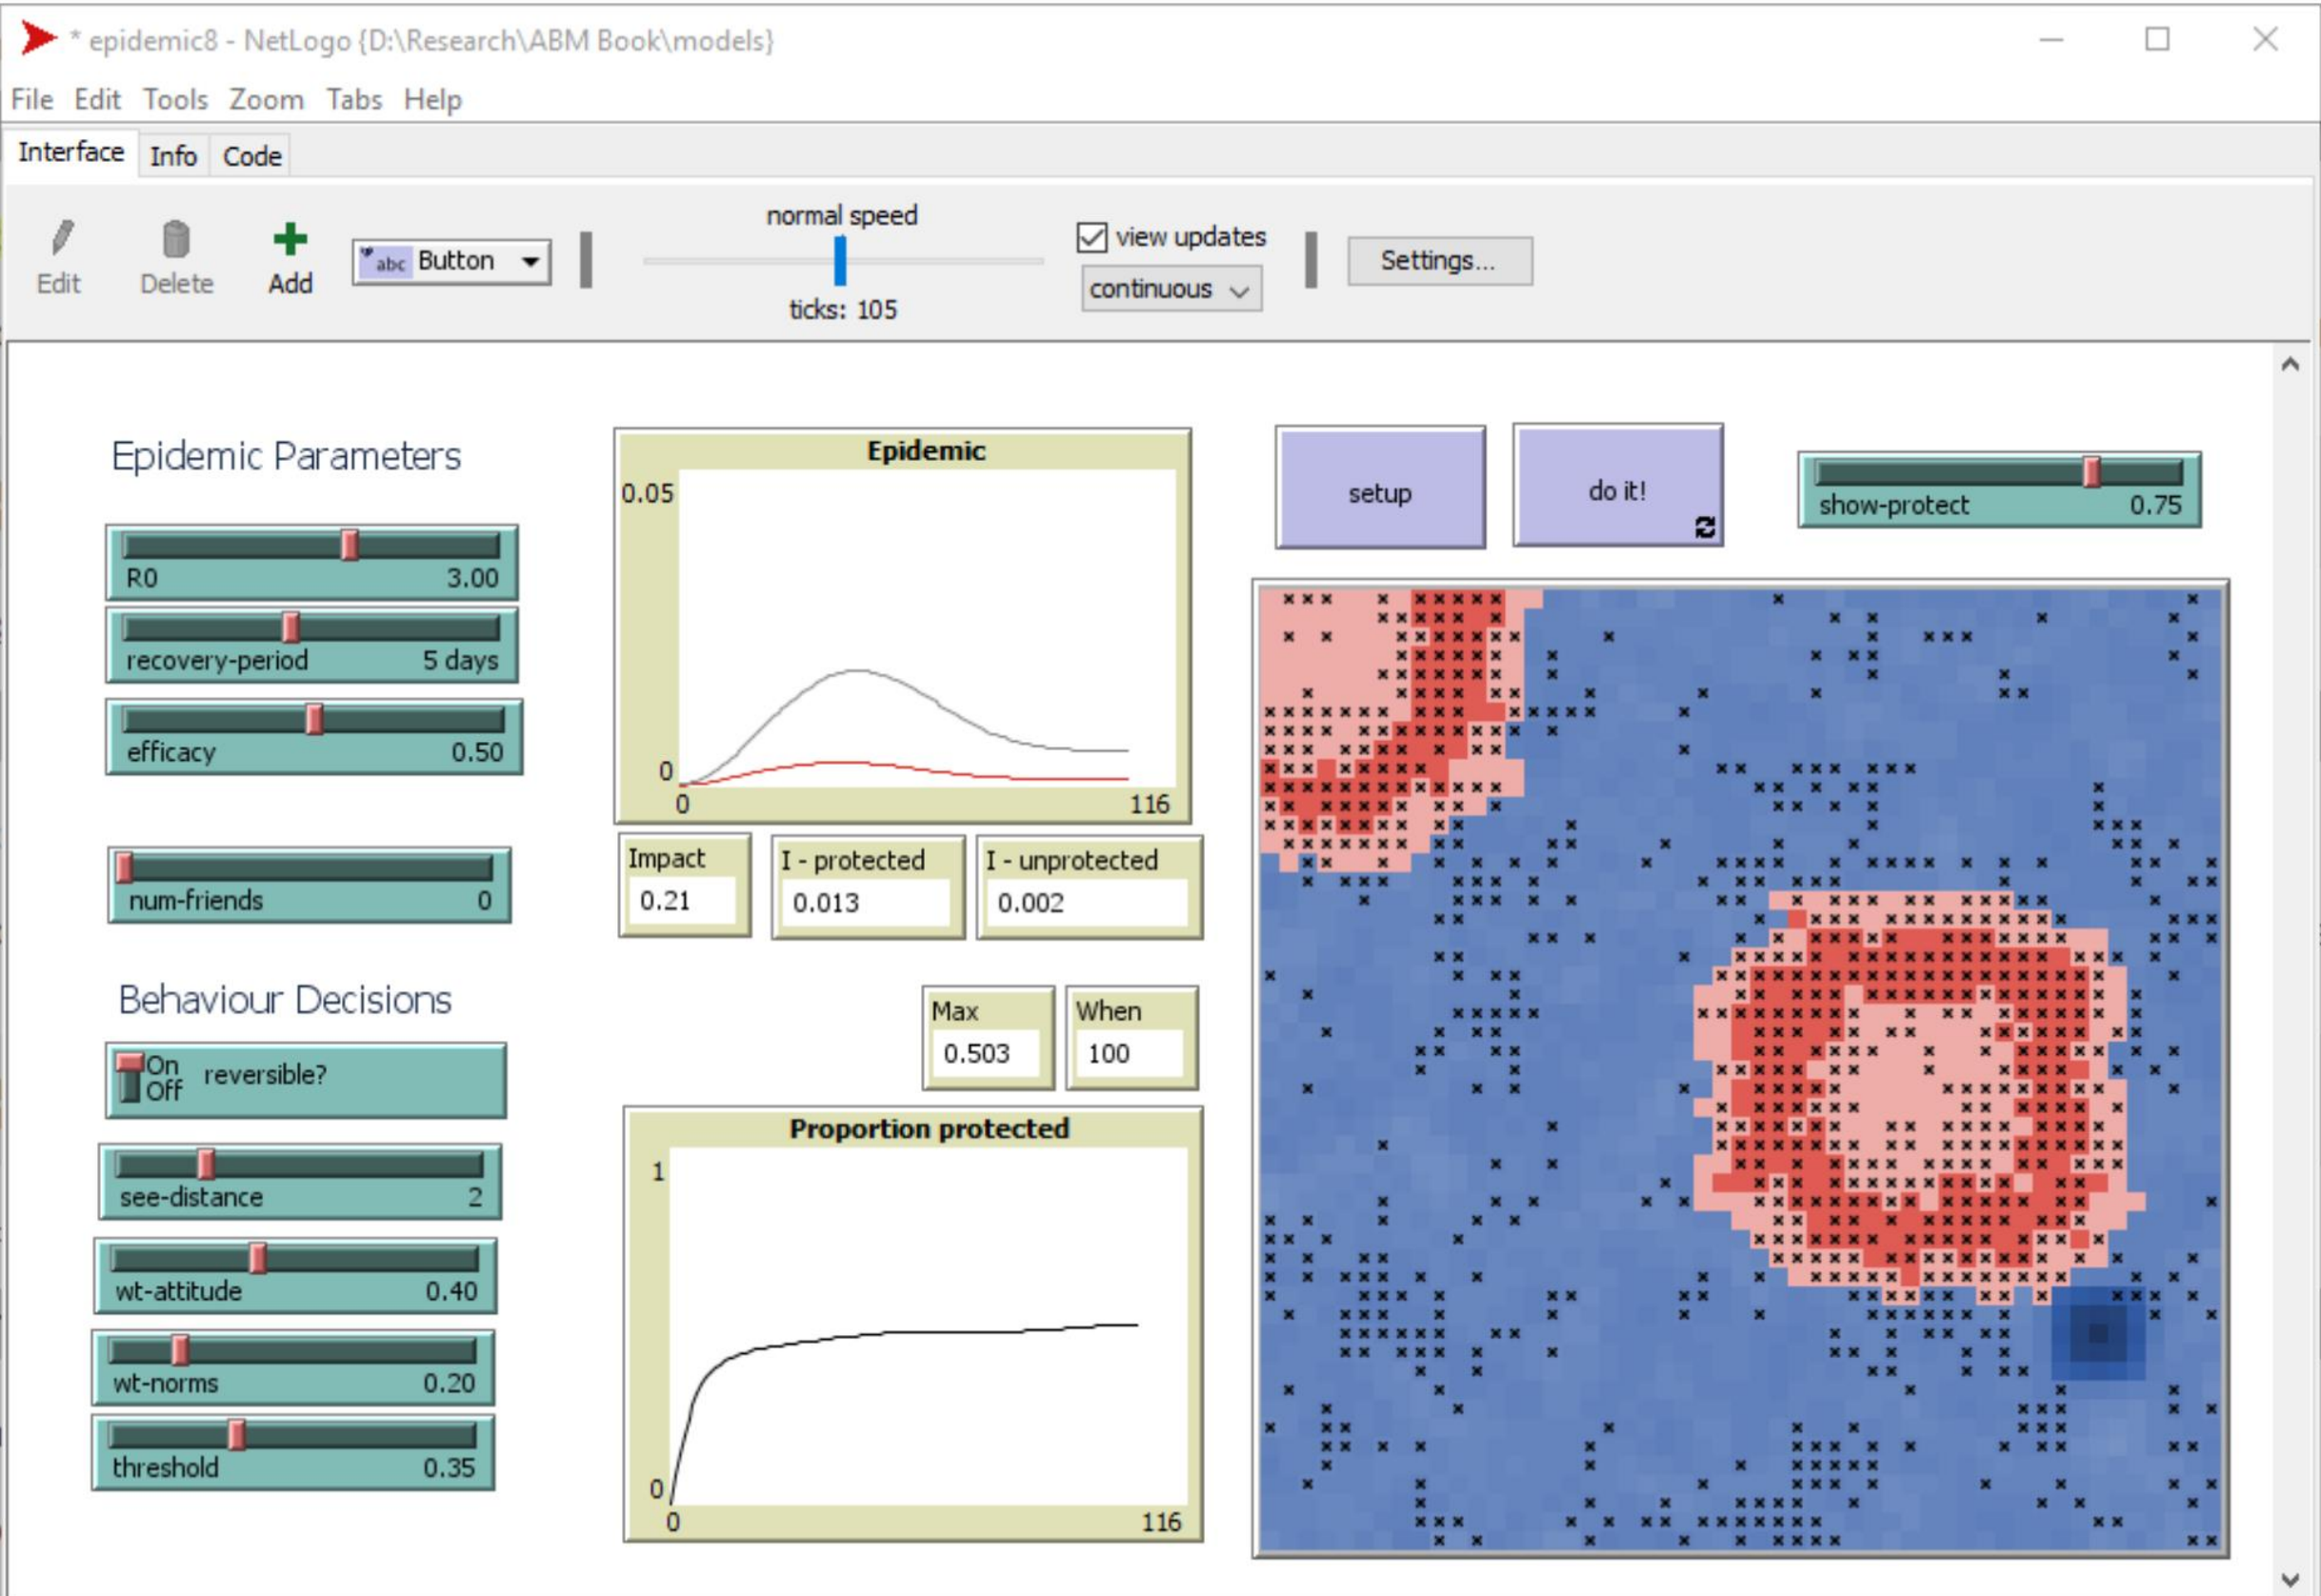 * epidemic8 - NetLogo {D:\Research\ABM Book\models}
File Edit Tools Zoom Tabs Help
Interface Info Code
Edit
Delete
Add
abc Button
normal speed
ticks: 105
view updates
continuous
Settings...
Epidemic Parameters
R0 3.00
recovery-period 5 days
efficacy 0.50
num-friends 0
Behaviour Decisions
On
Off
reversible?
see-distance 2
wt-attitude 0.40
wt-norms 0.20
threshold 0.35
Epidemic
0.05
0
0 116
Impact
0.21
I - protected
0.013
I - unprotected
0.002
Max
0.503
When
100
Proportion protected
1
0
0 116
setup
do it!
show-protect 0.75